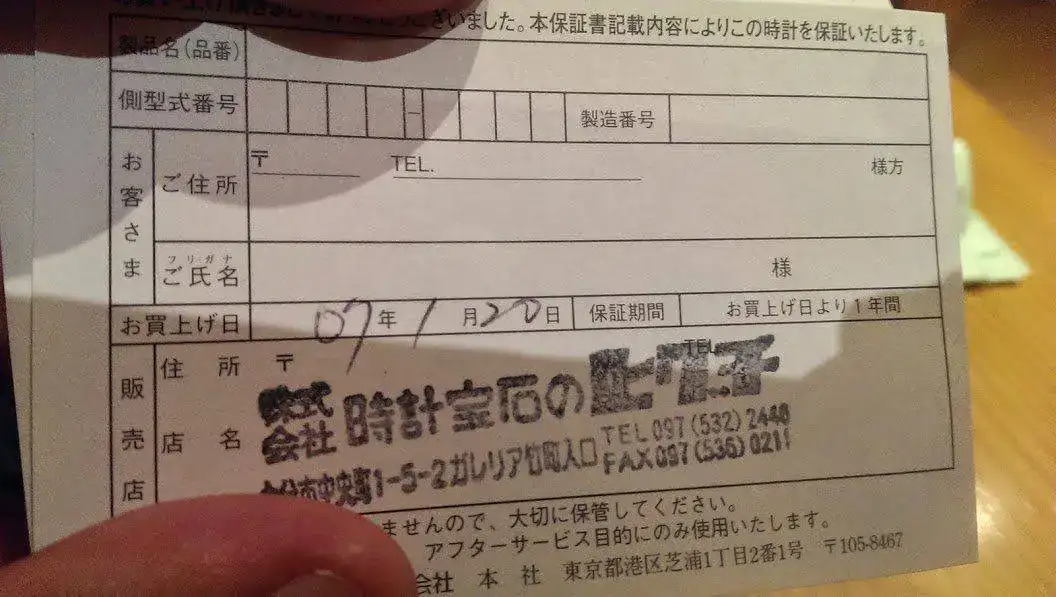 ございました。本保証書記載内容によりこの時計を保証いたします。
製品名(品番)
側型式番号 - 製造番号
お客さま
ご住所 〒 TEL. 様方
フリガナ
ご氏名 様
お買上げ日 07年 1月20日 保証期間 お買上げ日より1年間
販売店
住所 〒 TEL
店名
株式会社 時計宝石の
大分市中央町1-5-2ガレリア竹町入口
TEL 097(532)2448
FAX 097(536)0211
ませんので、大切に保管してください。
アフターサービス目的にのみ使用いたします。
会社 本社 東京都港区芝浦1丁目2番1号 〒105-8467